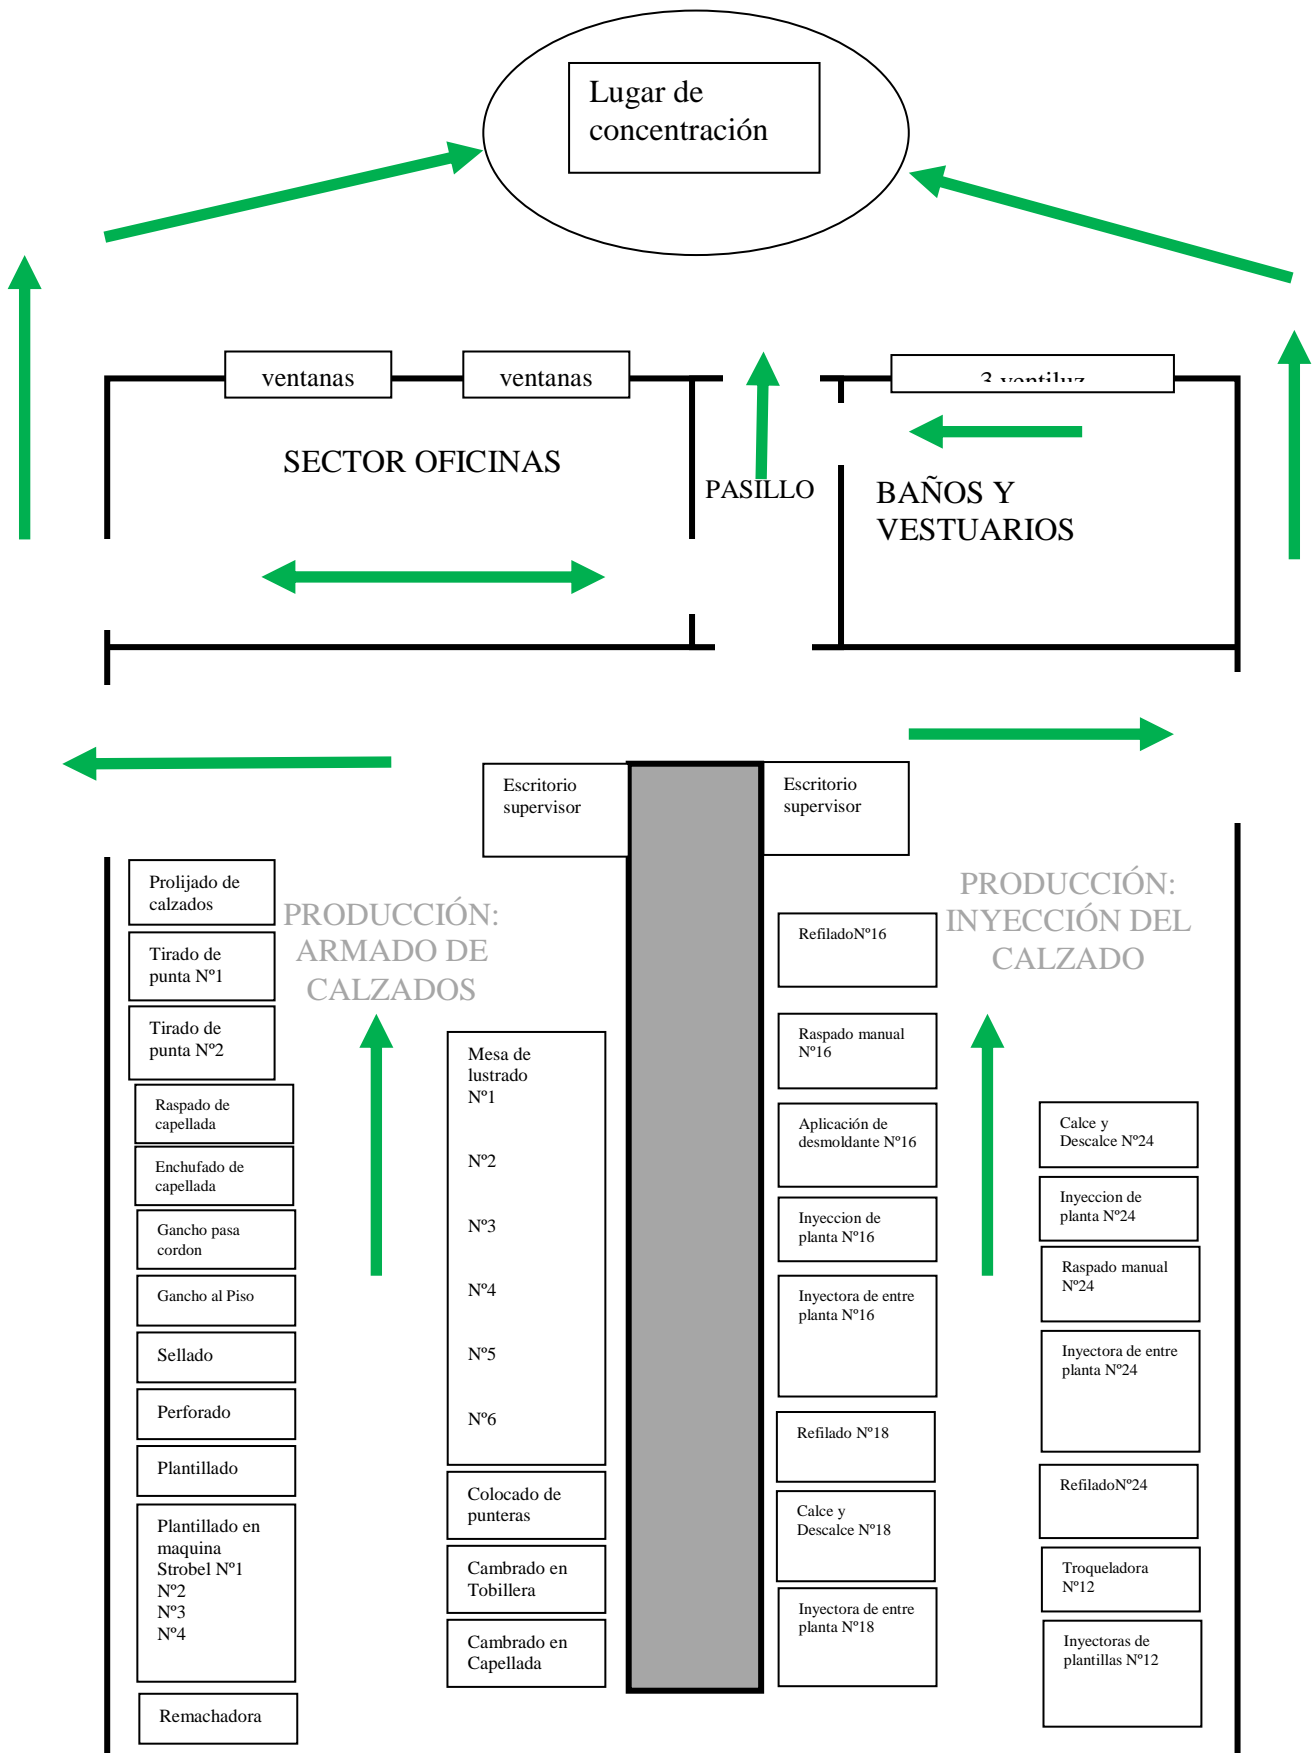 Lugar de
concentración
ventanas
ventanas
3 ventiluz
SECTOR OFICINAS
PASILLO
BAÑOS Y
VESTUARIOS
Escritorio
supervisor
Escritorio
supervisor
PRODUCCIÓN:
ARMADO DE
CALZADOS
PRODUCCIÓN:
INYECCIÓN DEL
CALZADO
Prolijado de
calzados
Tirado de
punta Nº1
Tirado de
punta Nº2
Raspado de
capellada
Enchufado de
capellada
Gancho pasa
cordon
Gancho al Piso
Sellado
Perforado
Plantillado
Plantillado en
maquina
Strobel Nº1
Nº2
Nº3
Nº4
Remachadora
Mesa de
lustrado
Nº1
Nº2
Nº3
Nº4
Nº5
Nº6
Colocado de
punteras
Cambrado en
Tobillera
Cambrado en
Capellada
RefiladoNº16
Raspado manual
Nº16
Aplicación de
desmoldante Nº16
Inyeccion de
planta Nº16
Inyectora de entre
planta Nº16
Refilado Nº18
Calce y
Descalce Nº18
Inyectora de entre
planta Nº18
Calce y
Descalce Nº24
Inyeccion de
planta Nº24
Raspado manual
Nº24
Inyectora de entre
planta Nº24
RefiladoNº24
Troqueladora
Nº12
Inyectoras de
plantillas Nº12